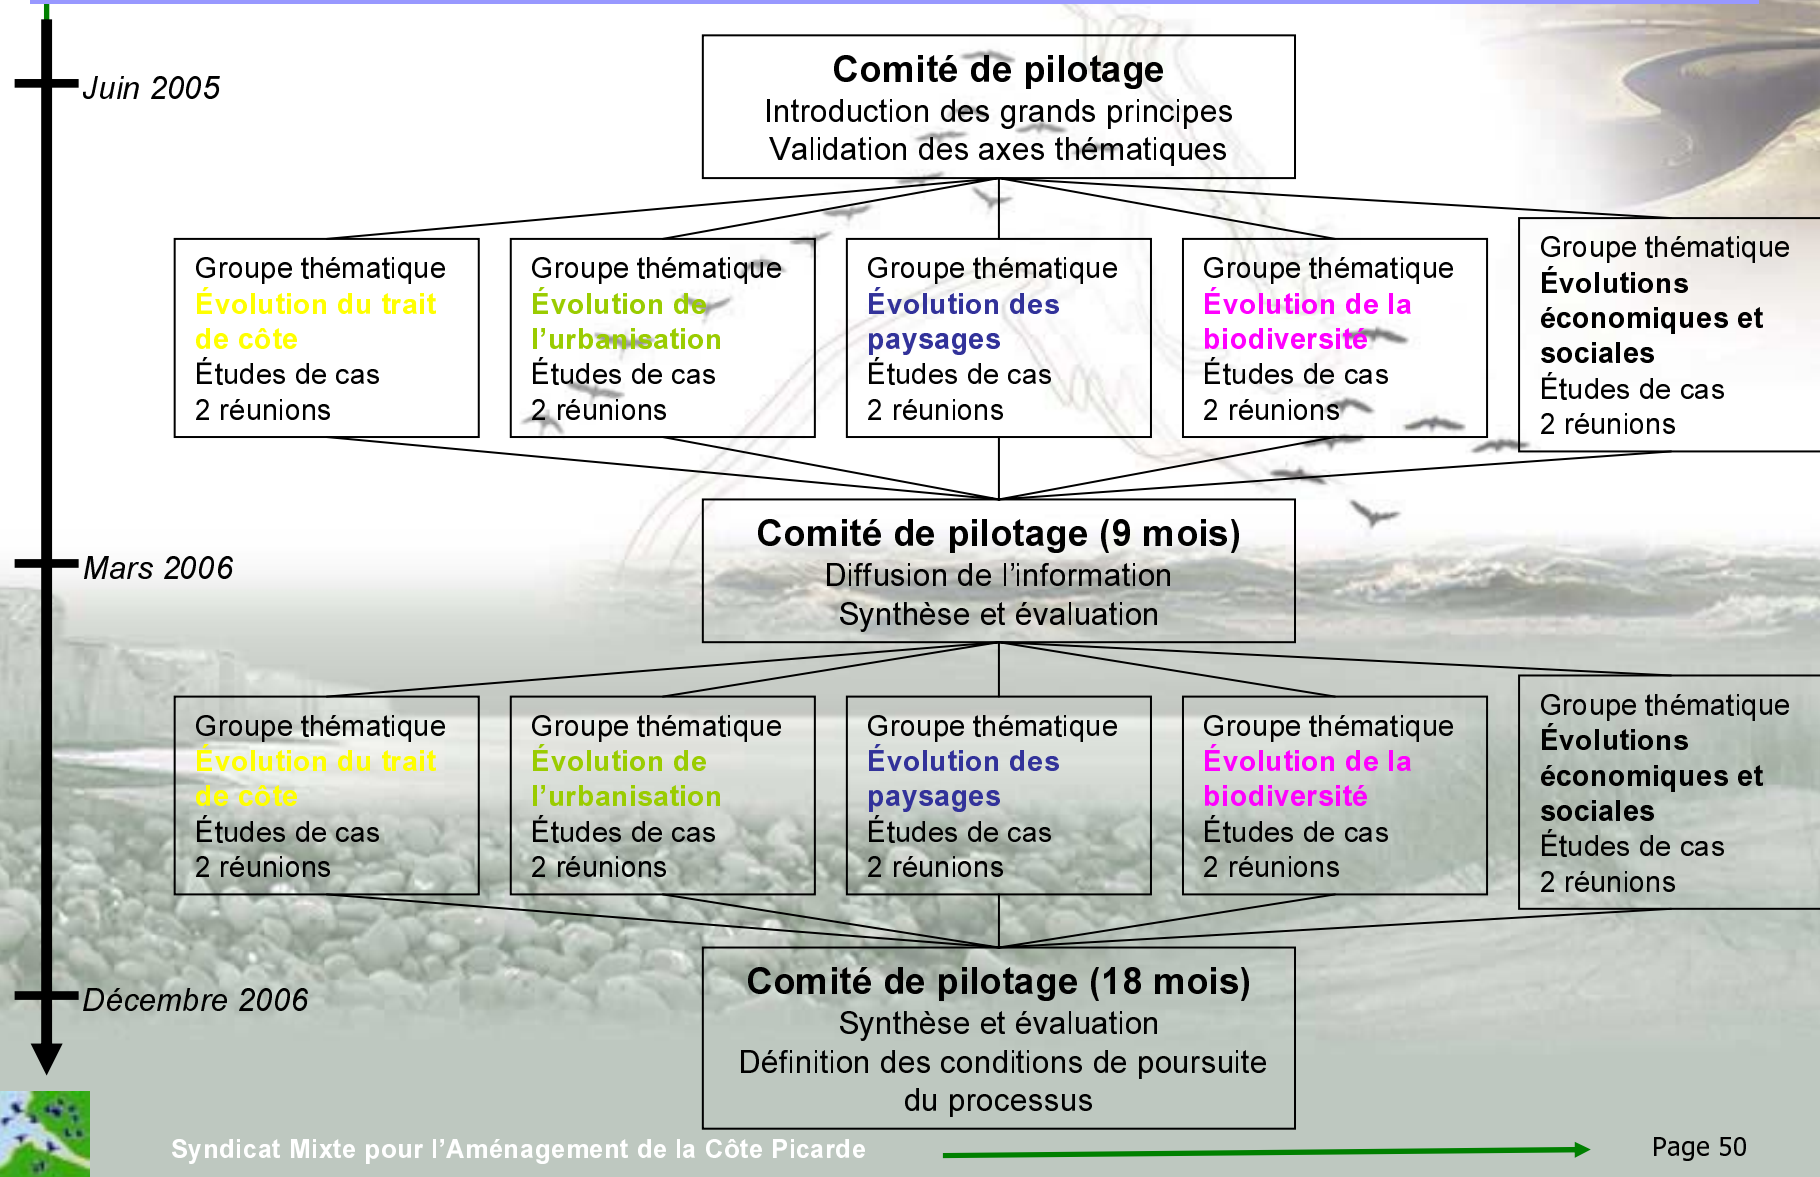 Juin 2005
Comité de pilotage
Introduction des grands principes
Validation des axes thématiques
Groupe thématique
Évolution du trait
de côte
Études de cas
2 réunions
Groupe thématique
Évolution de
l’urbanisation
Études de cas
2 réunions
Groupe thématique
Évolution des
paysages
Études de cas
2 réunions
Groupe thématique
Évolution de la
biodiversité
Études de cas
2 réunions
Groupe thématique
Évolutions
économiques et
sociales
Études de cas
2 réunions
Mars 2006
Comité de pilotage (9 mois)
Diffusion de l’information
Synthèse et évaluation
Groupe thématique
Évolution du trait
de côte
Études de cas
2 réunions
Groupe thématique
Évolution de
l’urbanisation
Études de cas
2 réunions
Groupe thématique
Évolution des
paysages
Études de cas
2 réunions
Groupe thématique
Évolution de la
biodiversité
Études de cas
2 réunions
Groupe thématique
Évolutions
économiques et
sociales
Études de cas
2 réunions
Décembre 2006
Comité de pilotage (18 mois)
Synthèse et évaluation
Définition des conditions de poursuite
du processus
Syndicat Mixte pour l’Aménagement de la Côte Picarde
Page 50